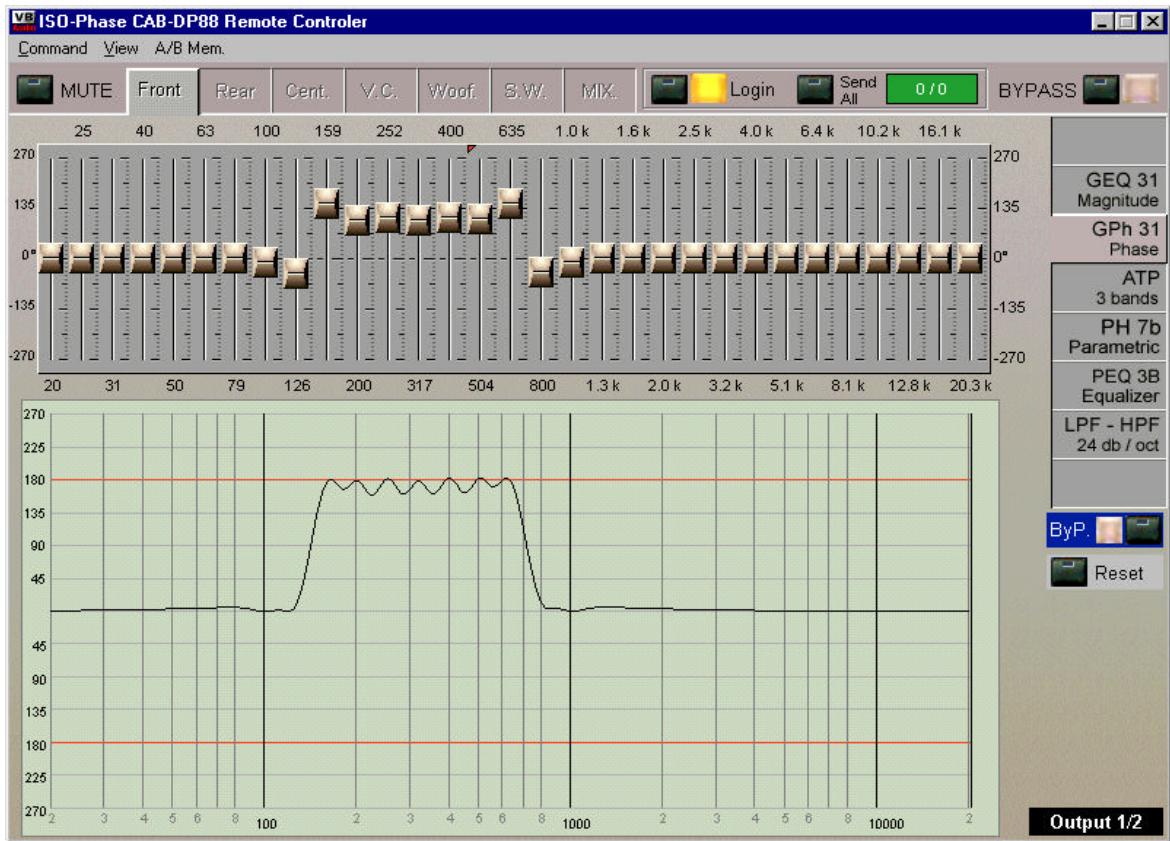 VB Audio ISO-Phase CAB-DP88 Remote Controler
Command View A/B Mem.
MUTE Front Rear Cent. V.C. Woof. S.W. MIX. Login Send All 0 / 0 BYPASS
25 40 63 100 159 252 400 635 1.0 k 1.6 k 2.5 k 4.0 k 6.4 k 10.2 k 16.1 k
270 270
135 135
0° 0°
-135 -135
-270 -270
20 31 50 79 126 200 317 504 800 1.3 k 2.0 k 3.2 k 5.1 k 8.1 k 12.8 k 20.3 k
GEQ 31
Magnitude
GPh 31
Phase
ATP
3 bands
PH 7b
Parametric
PEQ 3B
Equalizer
LPF - HPF
24 db / oct
ByP.
Reset
270
225
180
135
90
45
45
90
135
180
225
270
2 3 4 5 6 8 100 2 3 4 5 6 8 1000 2 3 4 5 6 8 10000 2
Output 1/2